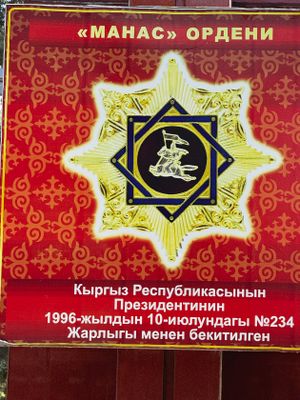 «МАНАС» ОРДЕНИ
Кыргыз Республикасынын
Президентинин
1996-жылдын 10-июлундагы №234
Жарлыгы менен бекитилген